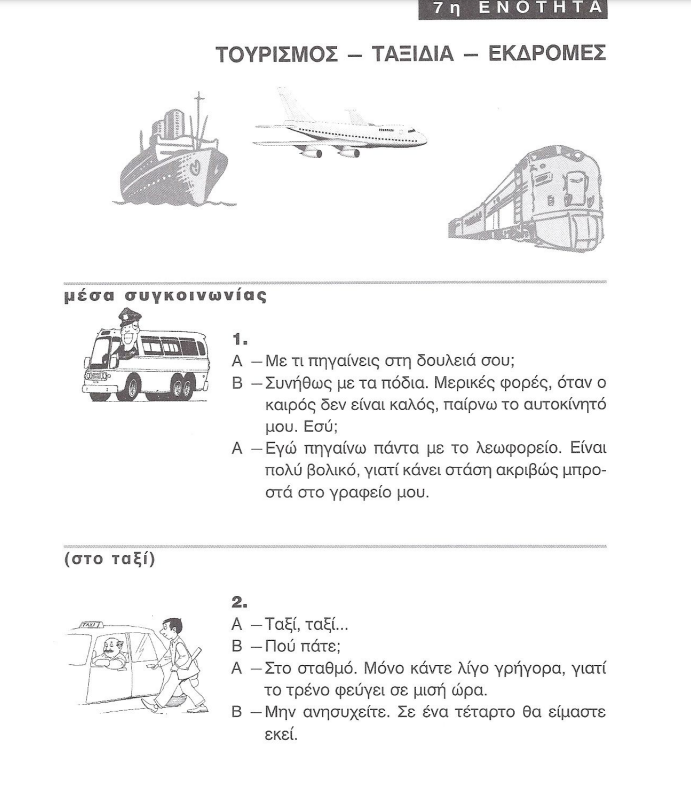 7η ΕΝΟΤΗΤΑ
ΤΟΥΡΙΣΜΟΣ – ΤΑΞΙΔΙΑ – ΕΚΔΡΟΜΕΣ
μέσα συγκοινωνίας
1.
Α –Με τι πηγαίνεις στη δουλειά σου;
Β –Συνήθως με τα πόδια. Μερικές φορές, όταν ο
καιρός δεν είναι καλός, παίρνω το αυτοκίνητό
μου. Εσύ;
Α –Εγώ πηγαίνω πάντα με το λεωφορείο. Είναι
πολύ βολικό, γιατί κάνει στάση ακριβώς μπρο-
στά στο γραφείο μου.
(στο ταξί)
TAXI
2.
Α –Ταξί, ταξί...
Β –Πού πάτε;
Α –Στο σταθμό. Μόνο κάντε λίγο γρήγορα, γιατί
το τρένο φεύγει σε μισή ώρα.
Β –Μην ανησυχείτε. Σε ένα τέταρτο θα είμαστε
εκεί.